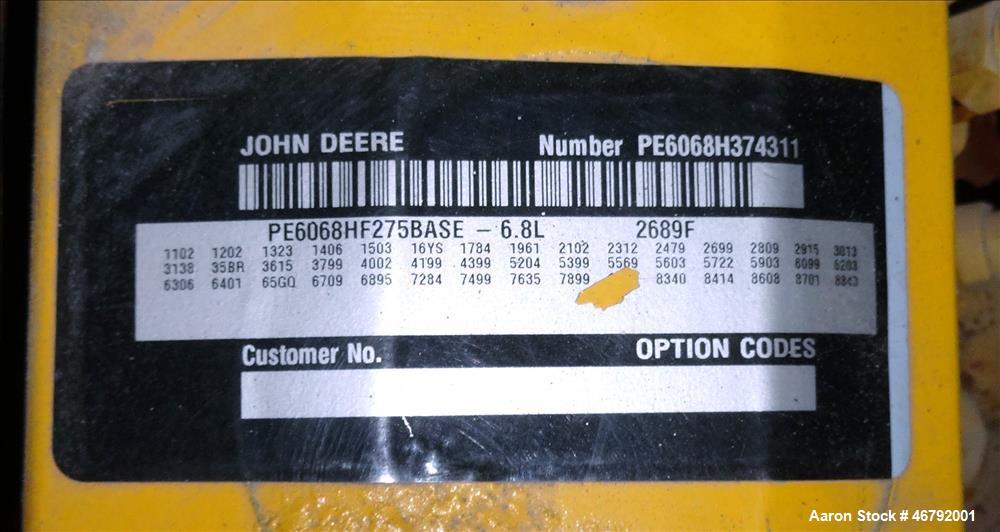 JOHN DEERE Number PE6068H374311
PE6068HF275BASE - 6.8L 2689F
1102 1202 1323 1406 1503 16YS 1784 1961 2102 2312 2479 2699 2809 2915 3013
3138 35BR 3615 3799 4002 4199 4399 5204 5399 5569 5603 5722 5903 6099 6203
6306 6401 65GQ 6709 6895 7284 7499 7635 7899 8340 8414 8608 8701 8843
Customer No. OPTION CODES
Aaron Stock # 46792001